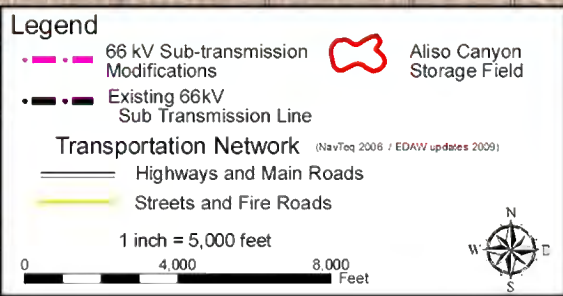 Legend
66 kV Sub-transmission
Modifications
Aliso Canyon
Storage Field
Existing 66kV
Sub Transmission Line
Transportation Network (NavTeq 2006 / EDAW updates 2009)
Highways and Main Roads
Streets and Fire Roads
1 inch = 5,000 feet
0 4,000 8,000
Feet
N
W E
S